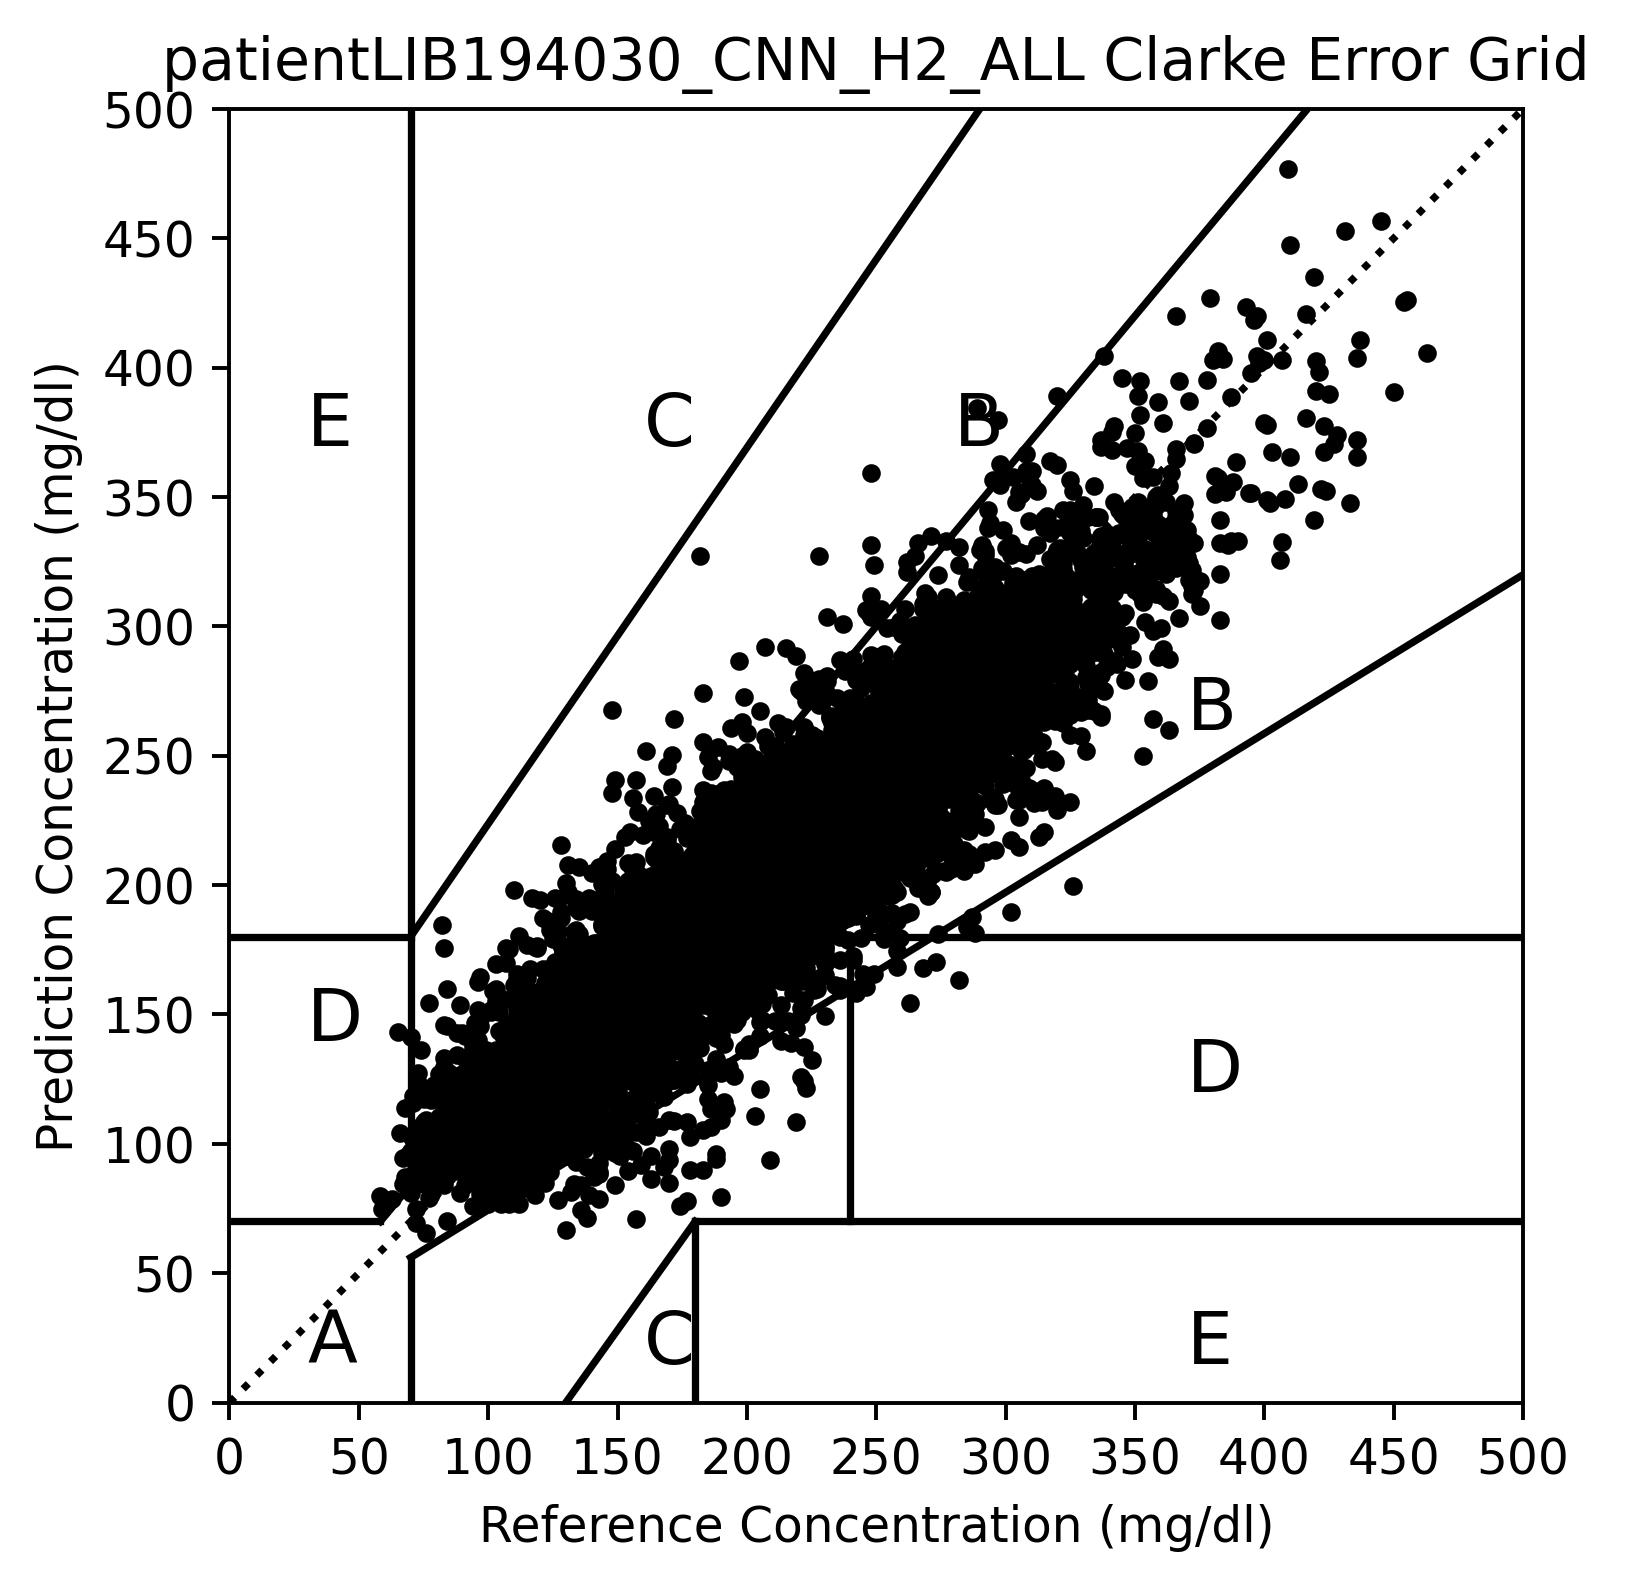 patientLIB194030_CNN_H2_ALL Clarke Error Grid
500
450
400
350
300
250
200
150
100
50
0
Prediction Concentration (mg/dl)
E
C
B
B
D
D
A
C
E
0 50 100 150 200 250 300 350 400 450 500
Reference Concentration (mg/dl)